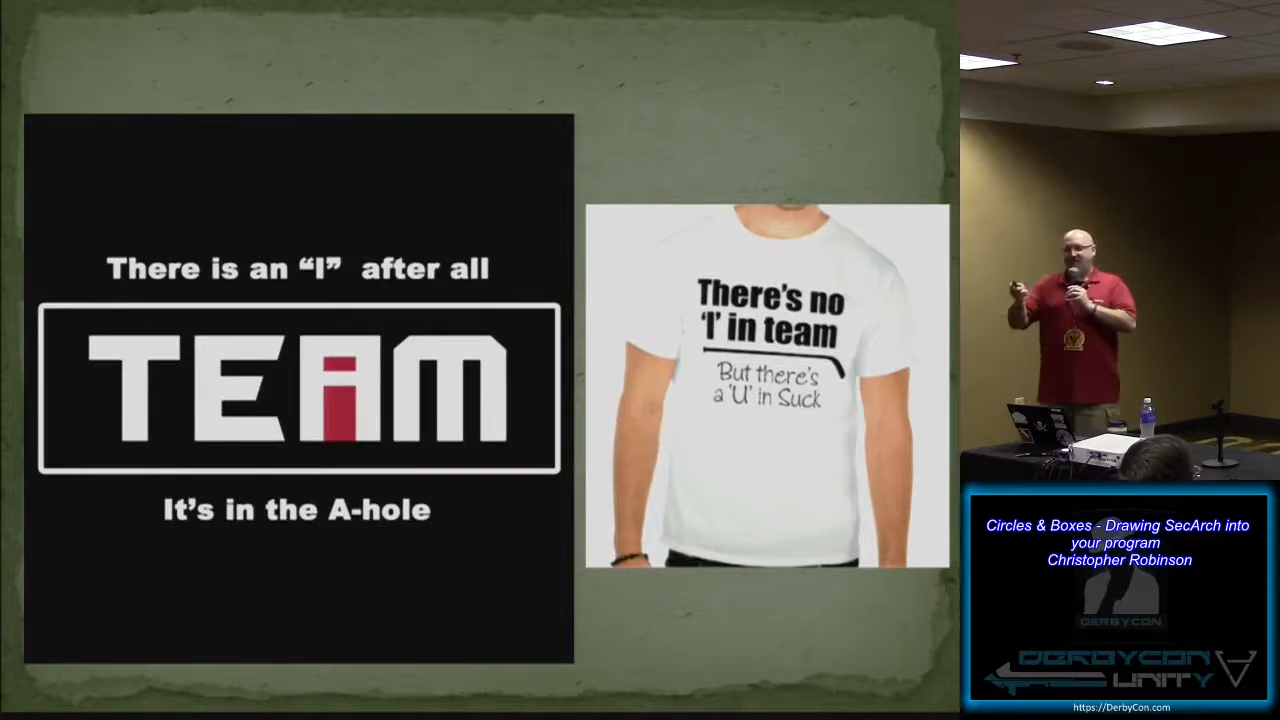 There is an “I” after all
TEAM
It’s in the A-hole
There's no
'I' in team
But there's
a 'U' in Suck
Circles & Boxes - Drawing SecArch into
your program
Christopher Robinson
DERBYCON
DERBYCON
UNITY
https://DerbyCon.com